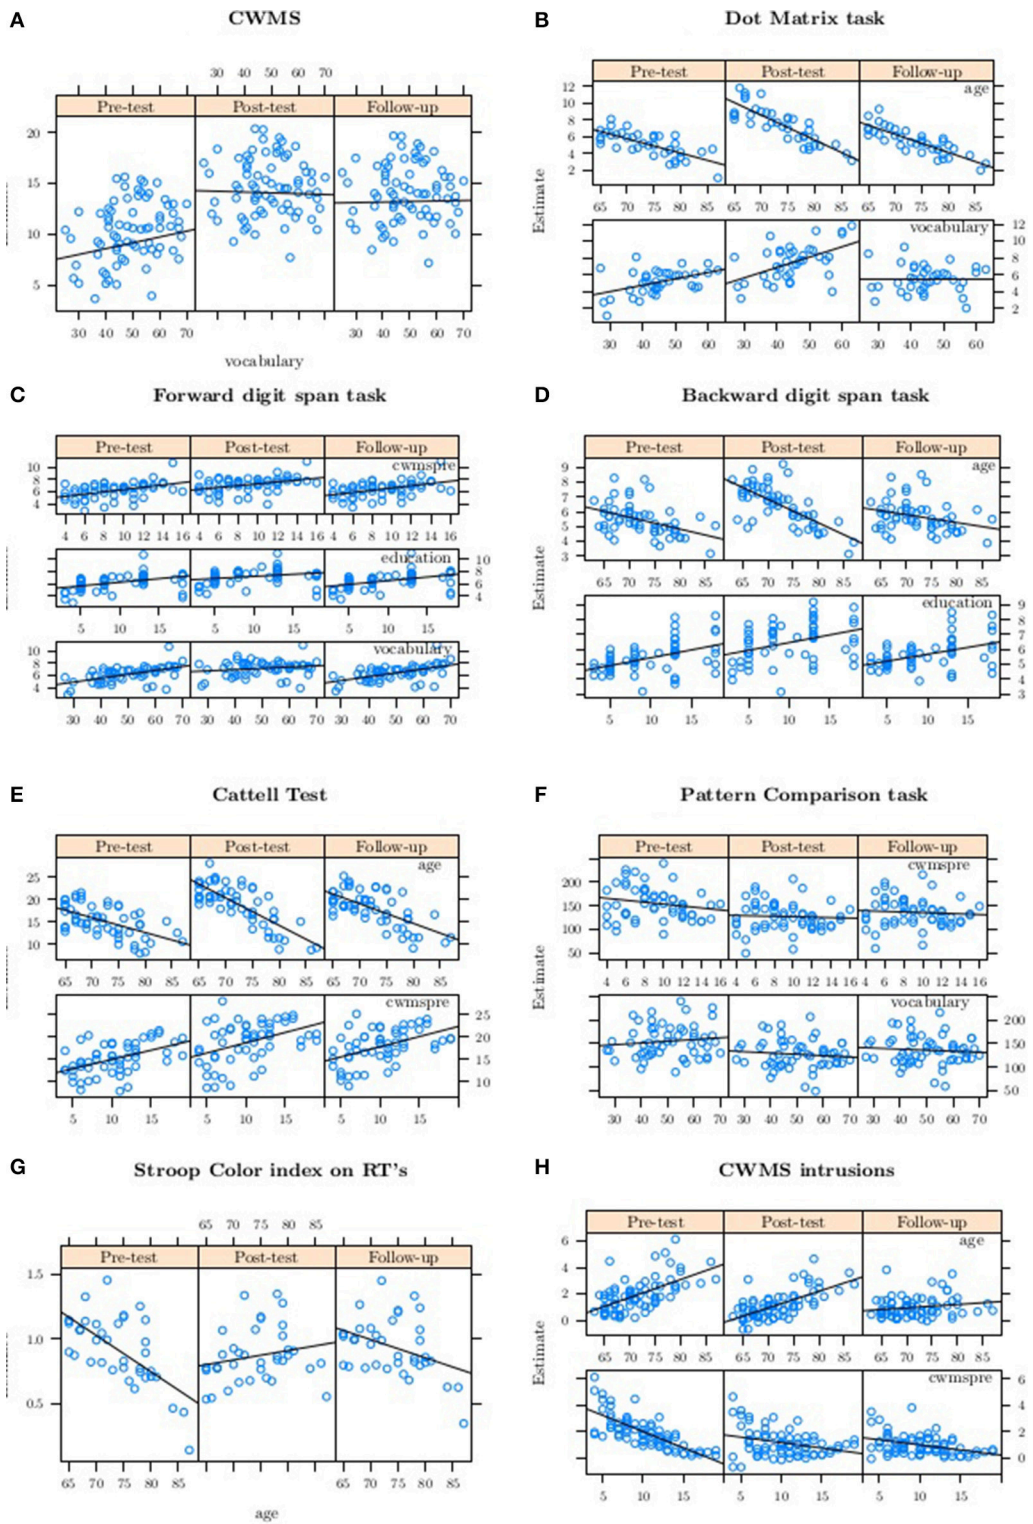 A CWMS
30 40 50 60 70
Pre-test Post-test Follow-up
20
15
10
5
30 40 50 60 70 30 40 50 60 70
vocabulary
B Dot Matrix task
Pre-test Post-test Follow-up
age
12
10
8
6
4
2
65 70 75 80 85 65 70 75 80 85 65 70 75 80 85
Estimate
vocabulary
12
10
8
6
4
2
30 40 50 60 30 40 50 60 30 40 50 60
C Forward digit span task
Pre-test Post-test Follow-up
cwmspre
10
8
6
4
4 6 8 10 12 14 16 4 6 8 10 12 14 16 4 6 8 10 12 14 16
education
10
8
6
4
5 10 15 5 10 15 5 10 15
vocabulary
10
8
6
4
30 40 50 60 70 30 40 50 60 70 30 40 50 60 70
D Backward digit span task
Pre-test Post-test Follow-up
age
9
8
7
6
5
4
3
65 70 75 80 85 65 70 75 80 85 65 70 75 80 85
Estimate
education
9
8
7
6
5
4
3
5 10 15 5 10 15 5 10 15
E Cattell Test
Pre-test Post-test Follow-up
age
25
20
15
10
65 70 75 80 85 65 70 75 80 85 65 70 75 80 85
cwmspre
25
20
15
10
5 10 15 5 10 15 5 10 15
F Pattern Comparison task
Pre-test Post-test Follow-up
cwmspre
200
150
100
50
4 6 8 10 12 14 16 4 6 8 10 12 14 16 4 6 8 10 12 14 16
Estimate
vocabulary
200
150
100
50
30 40 50 60 70 30 40 50 60 70 30 40 50 60 70
G Stroop Color index on RT's
65 70 75 80 85
Pre-test Post-test Follow-up
1.5
1.0
0.5
65 70 75 80 85 65 70 75 80 85
age
H CWMS intrusions
Pre-test Post-test Follow-up
age
6
4
2
0
65 70 75 80 85 65 70 75 80 85 65 70 75 80 85
Estimate
cwmspre
6
4
2
0
5 10 15 5 10 15 5 10 15